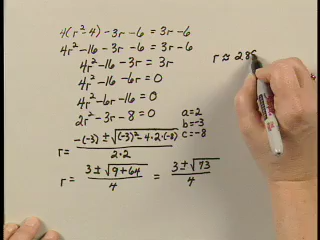 4(r²-4) - 3r - 6 = 3r - 6
4r² - 16 - 3r - 6 = 3r - 6
4r² - 16 - 3r = 3r
4r² - 16 - 6r = 0
4r² - 6r - 16 = 0
2r² - 3r - 8 = 0
a = 2
b = -3
c = -8
r = (-(-3) ± √((-3)² - 4·2·(-8))) / (2·2)
r = (3 ± √(9 + 64)) / 4 = (3 ± √73) / 4
r ≈ 28